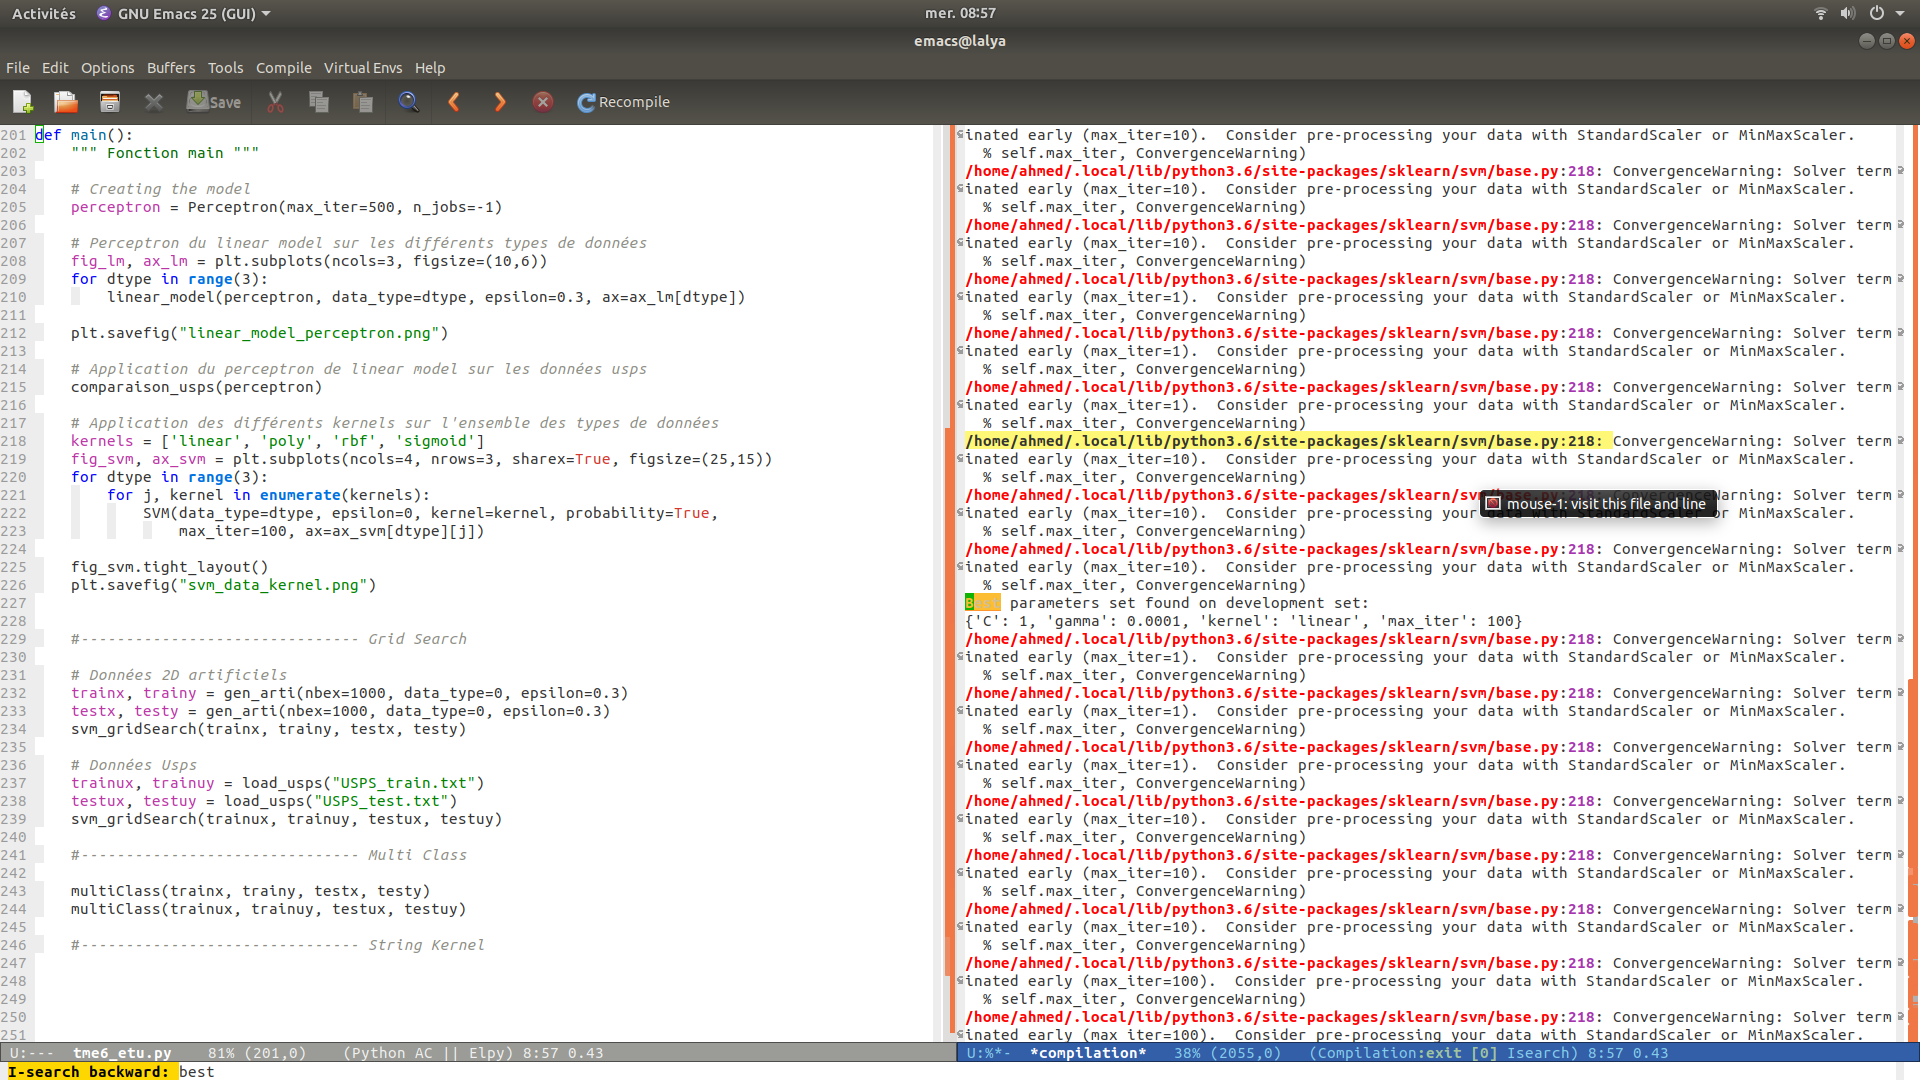 Activités GNU Emacs 25 (GUI) mer. 08:57
emacs@lalya
File Edit Options Buffers Tools Compile Virtual Envs Help
Save Recompile
201 def main():
202     """ Fonction main """
203
204     # Creating the model
205     perceptron = Perceptron(max_iter=500, n_jobs=-1)
206
207     # Perceptron du linear model sur les différents types de données
208     fig_lm, ax_lm = plt.subplots(ncols=3, figsize=(10,6))
209     for dtype in range(3):
210         linear_model(perceptron, data_type=dtype, epsilon=0.3, ax=ax_lm[dtype])
211
212     plt.savefig("linear_model_perceptron.png")
213
214     # Application du perceptron de linear model sur les données usps
215     comparaison_usps(perceptron)
216
217     # Application des différents kernels sur l'ensemble des types de données
218     kernels = ['linear', 'poly', 'rbf', 'sigmoid']
219     fig_svm, ax_svm = plt.subplots(ncols=4, nrows=3, sharex=True, figsize=(25,15))
220     for dtype in range(3):
221         for j, kernel in enumerate(kernels):
222             SVM(data_type=dtype, epsilon=0, kernel=kernel, probability=True,
223                 max_iter=100, ax=ax_svm[dtype][j])
224
225     fig_svm.tight_layout()
226     plt.savefig("svm_data_kernel.png")
227
228
229     #------------------------------- Grid Search
230
231     # Données 2D artificiels
232     trainx, trainy = gen_arti(nbex=1000, data_type=0, epsilon=0.3)
233     testx, testy = gen_arti(nbex=1000, data_type=0, epsilon=0.3)
234     svm_gridSearch(trainx, trainy, testx, testy)
235
236     # Données Usps
237     trainux, trainuy = load_usps("USPS_train.txt")
238     testux, testuy = load_usps("USPS_test.txt")
239     svm_gridSearch(trainux, trainuy, testux, testuy)
240
241     #------------------------------- Multi Class
242
243     multiClass(trainx, trainy, testx, testy)
244     multiClass(trainux, trainuy, testux, testuy)
245
246     #------------------------------- String Kernel
247
248
249
250
251
U:---  tme6_etu.py    81% (201,0)    (Python AC || Elpy) 8:57 0.43
inated early (max_iter=10).  Consider pre-processing your data with StandardScaler or MinMaxScaler.
  % self.max_iter, ConvergenceWarning)
/home/ahmed/.local/lib/python3.6/site-packages/sklearn/svm/base.py:218: ConvergenceWarning: Solver term
inated early (max_iter=10).  Consider pre-processing your data with StandardScaler or MinMaxScaler.
  % self.max_iter, ConvergenceWarning)
/home/ahmed/.local/lib/python3.6/site-packages/sklearn/svm/base.py:218: ConvergenceWarning: Solver term
inated early (max_iter=10).  Consider pre-processing your data with StandardScaler or MinMaxScaler.
  % self.max_iter, ConvergenceWarning)
/home/ahmed/.local/lib/python3.6/site-packages/sklearn/svm/base.py:218: ConvergenceWarning: Solver term
inated early (max_iter=1).  Consider pre-processing your data with StandardScaler or MinMaxScaler.
  % self.max_iter, ConvergenceWarning)
/home/ahmed/.local/lib/python3.6/site-packages/sklearn/svm/base.py:218: ConvergenceWarning: Solver term
inated early (max_iter=1).  Consider pre-processing your data with StandardScaler or MinMaxScaler.
  % self.max_iter, ConvergenceWarning)
/home/ahmed/.local/lib/python3.6/site-packages/sklearn/svm/base.py:218: ConvergenceWarning: Solver term
inated early (max_iter=1).  Consider pre-processing your data with StandardScaler or MinMaxScaler.
  % self.max_iter, ConvergenceWarning)
/home/ahmed/.local/lib/python3.6/site-packages/sklearn/svm/base.py:218: ConvergenceWarning: Solver term
inated early (max_iter=10).  Consider pre-processing your data with StandardScaler or MinMaxScaler.
  % self.max_iter, ConvergenceWarning)
/home/ahmed/.local/lib/python3.6/site-packages/sklearn/svm/base.py:218: ConvergenceWarning: Solver term
mouse-1: visit this file and line
inated early (max_iter=10).  Consider pre-processing your data with StandardScaler or MinMaxScaler.
  % self.max_iter, ConvergenceWarning)
/home/ahmed/.local/lib/python3.6/site-packages/sklearn/svm/base.py:218: ConvergenceWarning: Solver term
inated early (max_iter=10).  Consider pre-processing your data with StandardScaler or MinMaxScaler.
  % self.max_iter, ConvergenceWarning)
Best parameters set found on development set:
{'C': 1, 'gamma': 0.0001, 'kernel': 'linear', 'max_iter': 100}
/home/ahmed/.local/lib/python3.6/site-packages/sklearn/svm/base.py:218: ConvergenceWarning: Solver term
inated early (max_iter=1).  Consider pre-processing your data with StandardScaler or MinMaxScaler.
  % self.max_iter, ConvergenceWarning)
/home/ahmed/.local/lib/python3.6/site-packages/sklearn/svm/base.py:218: ConvergenceWarning: Solver term
inated early (max_iter=1).  Consider pre-processing your data with StandardScaler or MinMaxScaler.
  % self.max_iter, ConvergenceWarning)
/home/ahmed/.local/lib/python3.6/site-packages/sklearn/svm/base.py:218: ConvergenceWarning: Solver term
inated early (max_iter=1).  Consider pre-processing your data with StandardScaler or MinMaxScaler.
  % self.max_iter, ConvergenceWarning)
/home/ahmed/.local/lib/python3.6/site-packages/sklearn/svm/base.py:218: ConvergenceWarning: Solver term
inated early (max_iter=10).  Consider pre-processing your data with StandardScaler or MinMaxScaler.
  % self.max_iter, ConvergenceWarning)
/home/ahmed/.local/lib/python3.6/site-packages/sklearn/svm/base.py:218: ConvergenceWarning: Solver term
inated early (max_iter=10).  Consider pre-processing your data with StandardScaler or MinMaxScaler.
  % self.max_iter, ConvergenceWarning)
/home/ahmed/.local/lib/python3.6/site-packages/sklearn/svm/base.py:218: ConvergenceWarning: Solver term
inated early (max_iter=10).  Consider pre-processing your data with StandardScaler or MinMaxScaler.
  % self.max_iter, ConvergenceWarning)
/home/ahmed/.local/lib/python3.6/site-packages/sklearn/svm/base.py:218: ConvergenceWarning: Solver term
inated early (max_iter=100).  Consider pre-processing your data with StandardScaler or MinMaxScaler.
  % self.max_iter, ConvergenceWarning)
/home/ahmed/.local/lib/python3.6/site-packages/sklearn/svm/base.py:218: ConvergenceWarning: Solver term
inated early (max_iter=100).  Consider pre-processing your data with StandardScaler or MinMaxScaler.
U:%*-  *compilation*   38% (2055,0)   (Compilation:exit [0] Isearch) 8:57 0.43
I-search backward: best